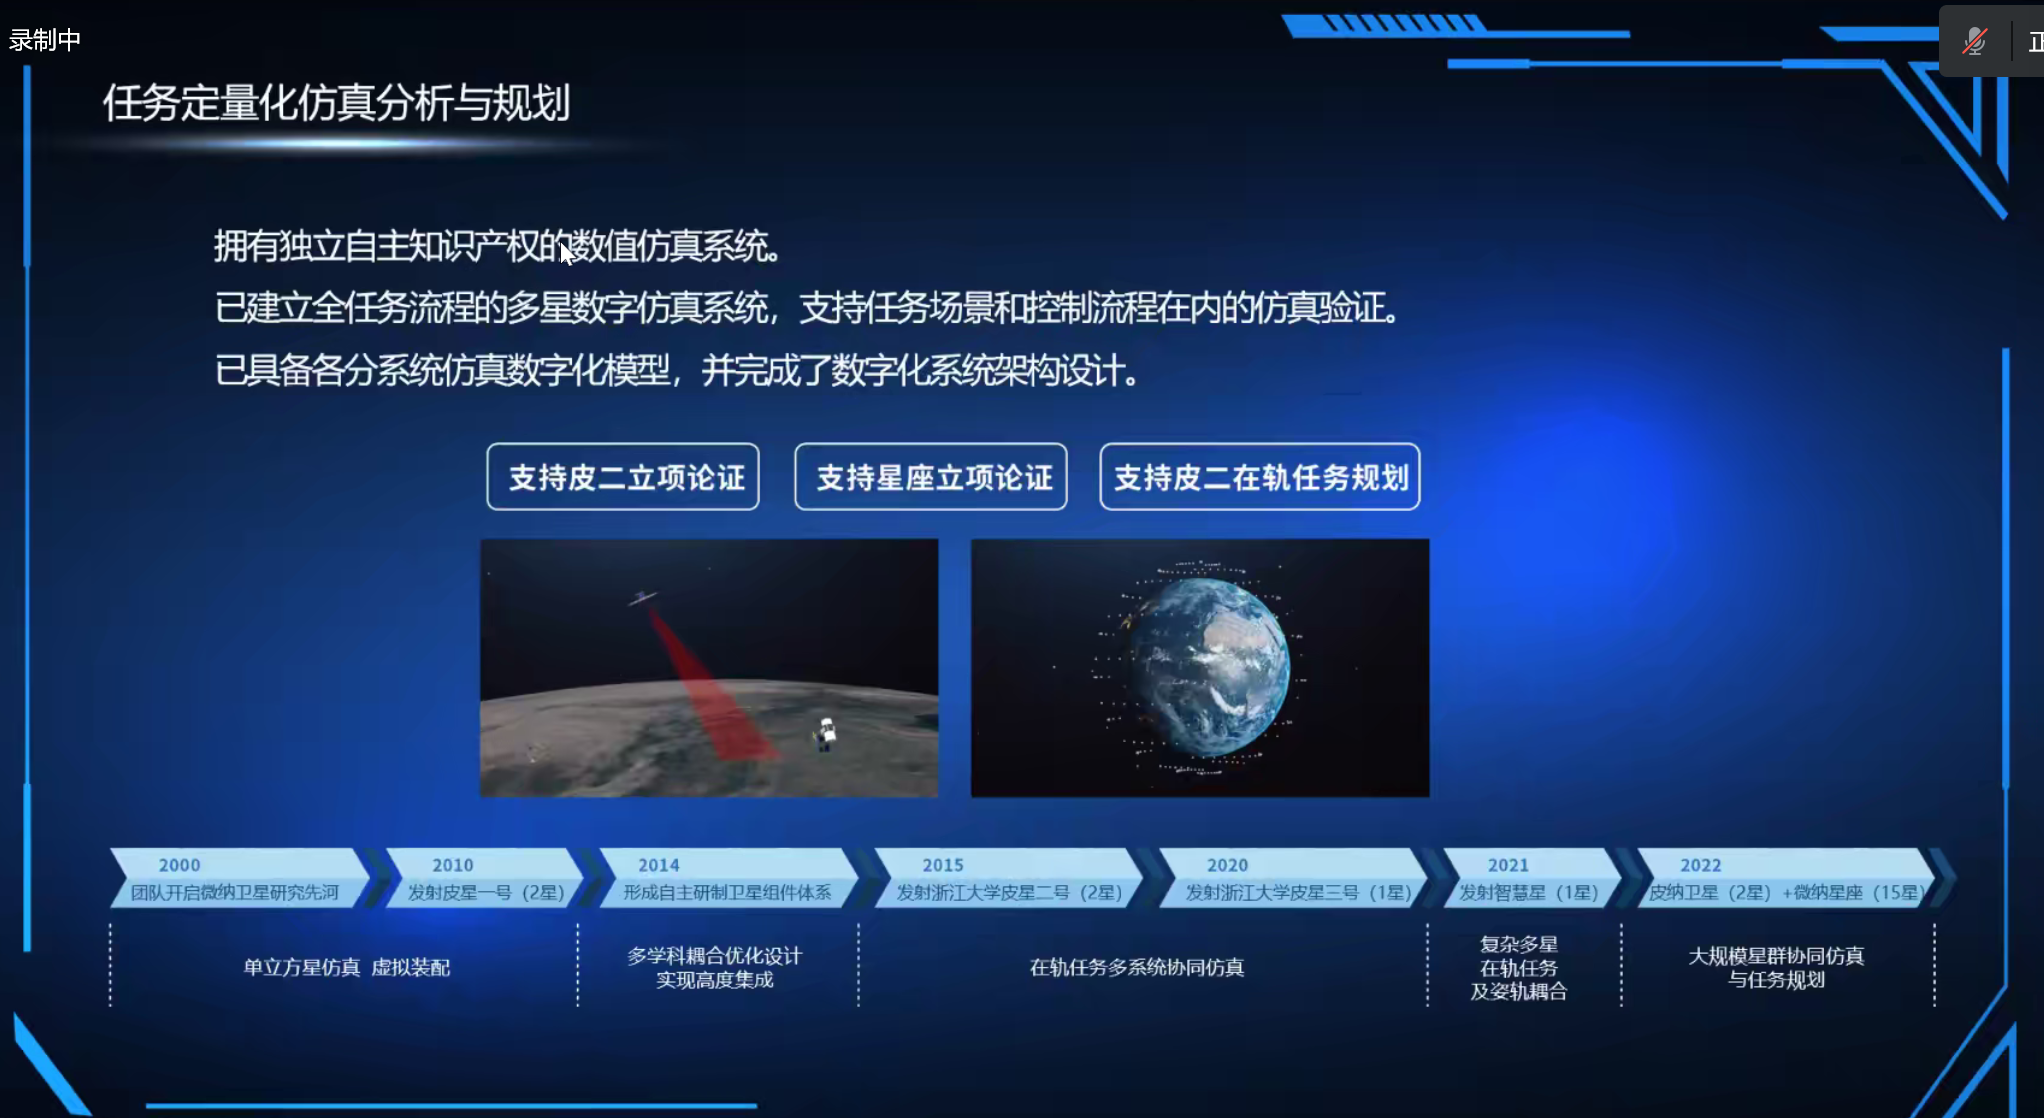 录制中
任务定量化仿真分析与规划
拥有独立自主知识产权的数值仿真系统。
已建立全任务流程的多星数字仿真系统，支持任务场景和控制流程在内的仿真验证。
已具备各分系统仿真数字化模型，并完成了数字化系统架构设计。
支持皮二立项论证
支持星座立项论证
支持皮二在轨任务规划
2000
团队开启微纳卫星研究先河
2010
发射皮星一号（2星）
2014
形成自主研制卫星组件体系
2015
发射浙江大学皮星二号（2星）
2020
发射浙江大学皮星三号（1星）
2021
发射智慧星（1星）
2022
皮纳卫星（2星）+微纳星座（15星）
单立方星仿真 虚拟装配
多学科耦合优化设计
实现高度集成
在轨任务多系统协同仿真
复杂多星
在轨任务
及姿轨耦合
大规模星群协同仿真
与任务规划